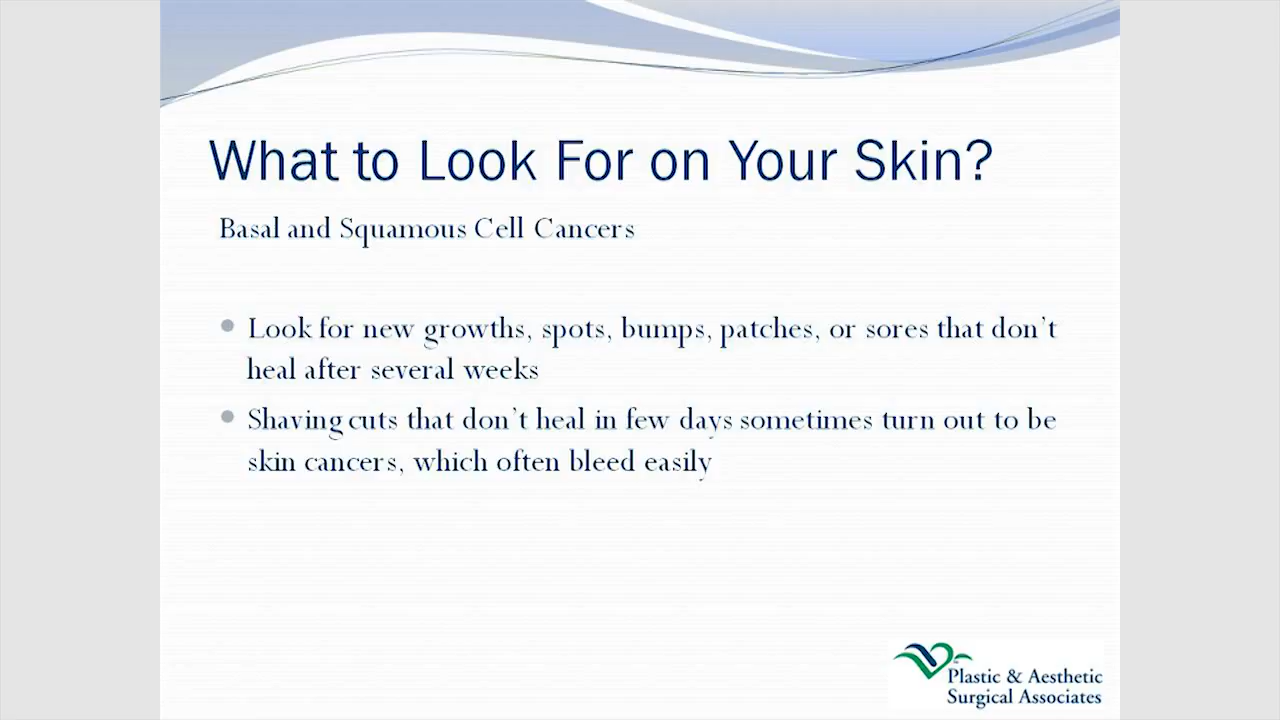 What to Look For on Your Skin?
Basal and Squamous Cell Cancers
Look for new growths, spots, bumps, patches, or sores that don't
heal after several weeks
Shaving cuts that don't heal in few days sometimes turn out to be
skin cancers, which often bleed easily
Plastic & Aesthetic
Surgical Associates